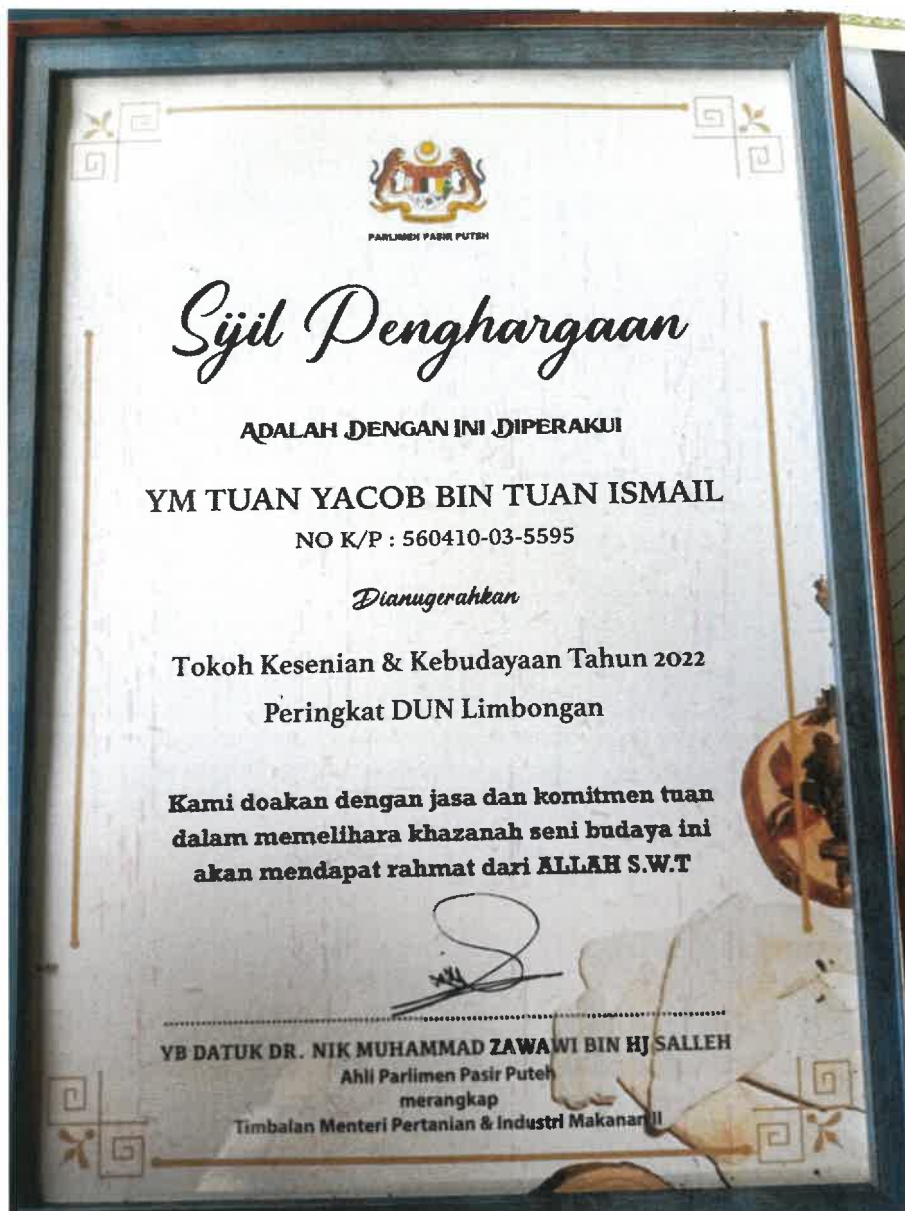 PARLIMEN PASIR PUTEH
Sijil Penghargaan
ADALAH DENGAN INI DIPERAKUI
YM TUAN YACOB BIN TUAN ISMAIL
NO K/P : 560410-03-5595
Dianugerahkan
Tokoh Kesenian & Kebudayaan Tahun 2022
Peringkat DUN Limbongan
Kami doakan dengan jasa dan komitmen tuan
dalam memelihara khazanah seni budaya ini
akan mendapat rahmat dari ALLAH S.W.T
YB DATUK DR. NIK MUHAMMAD ZAWAWI BIN HJ SALLEH
Ahli Parlimen Pasir Puteh
merangkap
Timbalan Menteri Pertanian & Industri Makanan II